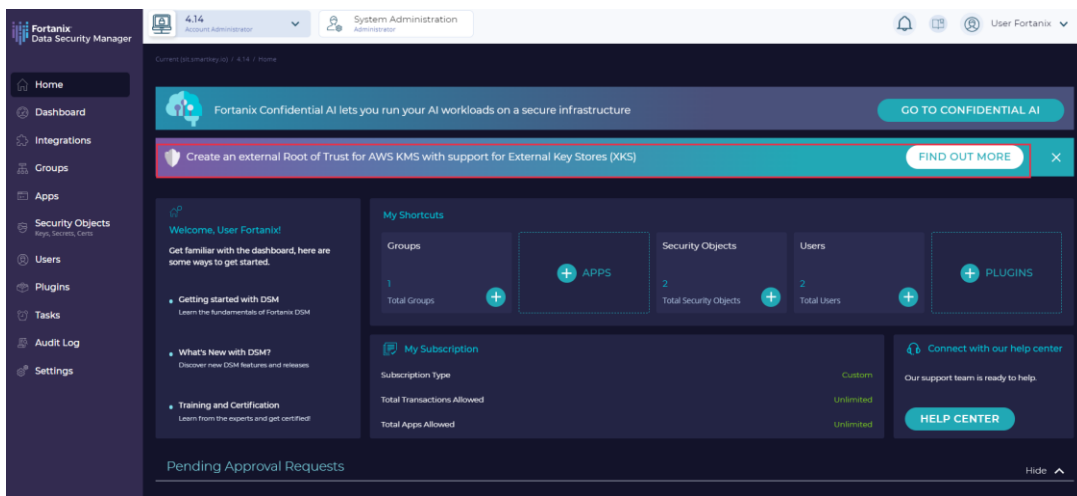 Fortanix
Data Security Manager
4.14
Account Administrator
System Administration
Administrator
User Fortanix
Current (sit.smartkey.io) / 4.14 / Home
Home
Dashboard
Integrations
Groups
Apps
Security Objects
Keys, Secrets, Certs
Users
Plugins
Tasks
Audit Log
Settings
Fortanix Confidential AI lets you run your AI workloads on a secure infrastructure
GO TO CONFIDENTIAL AI
Create an external Root of Trust for AWS KMS with support for External Key Stores (XKS)
FIND OUT MORE
Welcome, User Fortanix!
Get familiar with the dashboard, here are
some ways to get started.
Getting started with DSM
Learn the fundamentals of Fortanix DSM
What's New with DSM?
Discover new DSM features and releases
Training and Certification
Learn from the experts and get certified!
My Shortcuts
Groups
1
Total Groups
APPS
Security Objects
2
Total Security Objects
Users
2
Total Users
PLUGINS
My Subscription
Subscription Type
Custom
Total Transactions Allowed
Unlimited
Total Apps Allowed
Unlimited
Connect with our help center
Our support team is ready to help.
HELP CENTER
Pending Approval Requests
Hide